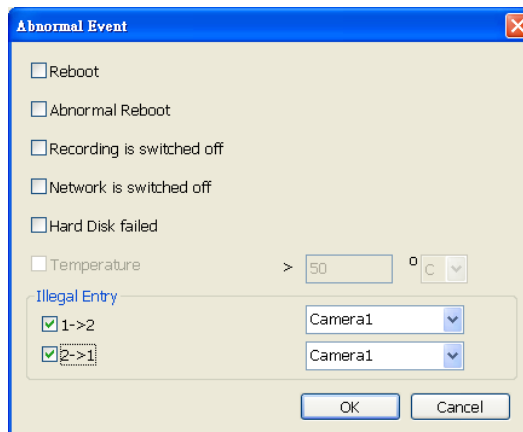 Abnormal Event
Reboot
Abnormal Reboot
Recording is switched off
Network is switched off
Hard Disk failed
Temperature > 50 ° C
Illegal Entry
1->2 Camera1
2->1 Camera1
OK Cancel